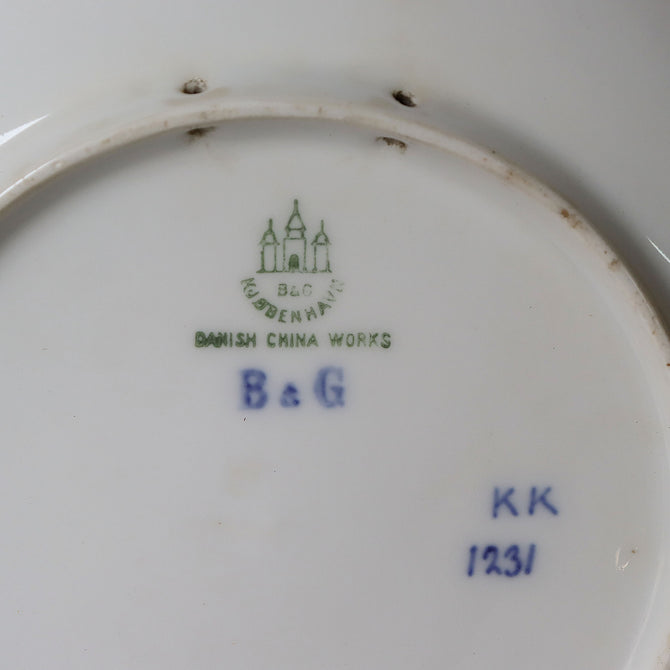 B&G
KJØBENHAVN
DANISH CHINA WORKS
B & G
KK
1231